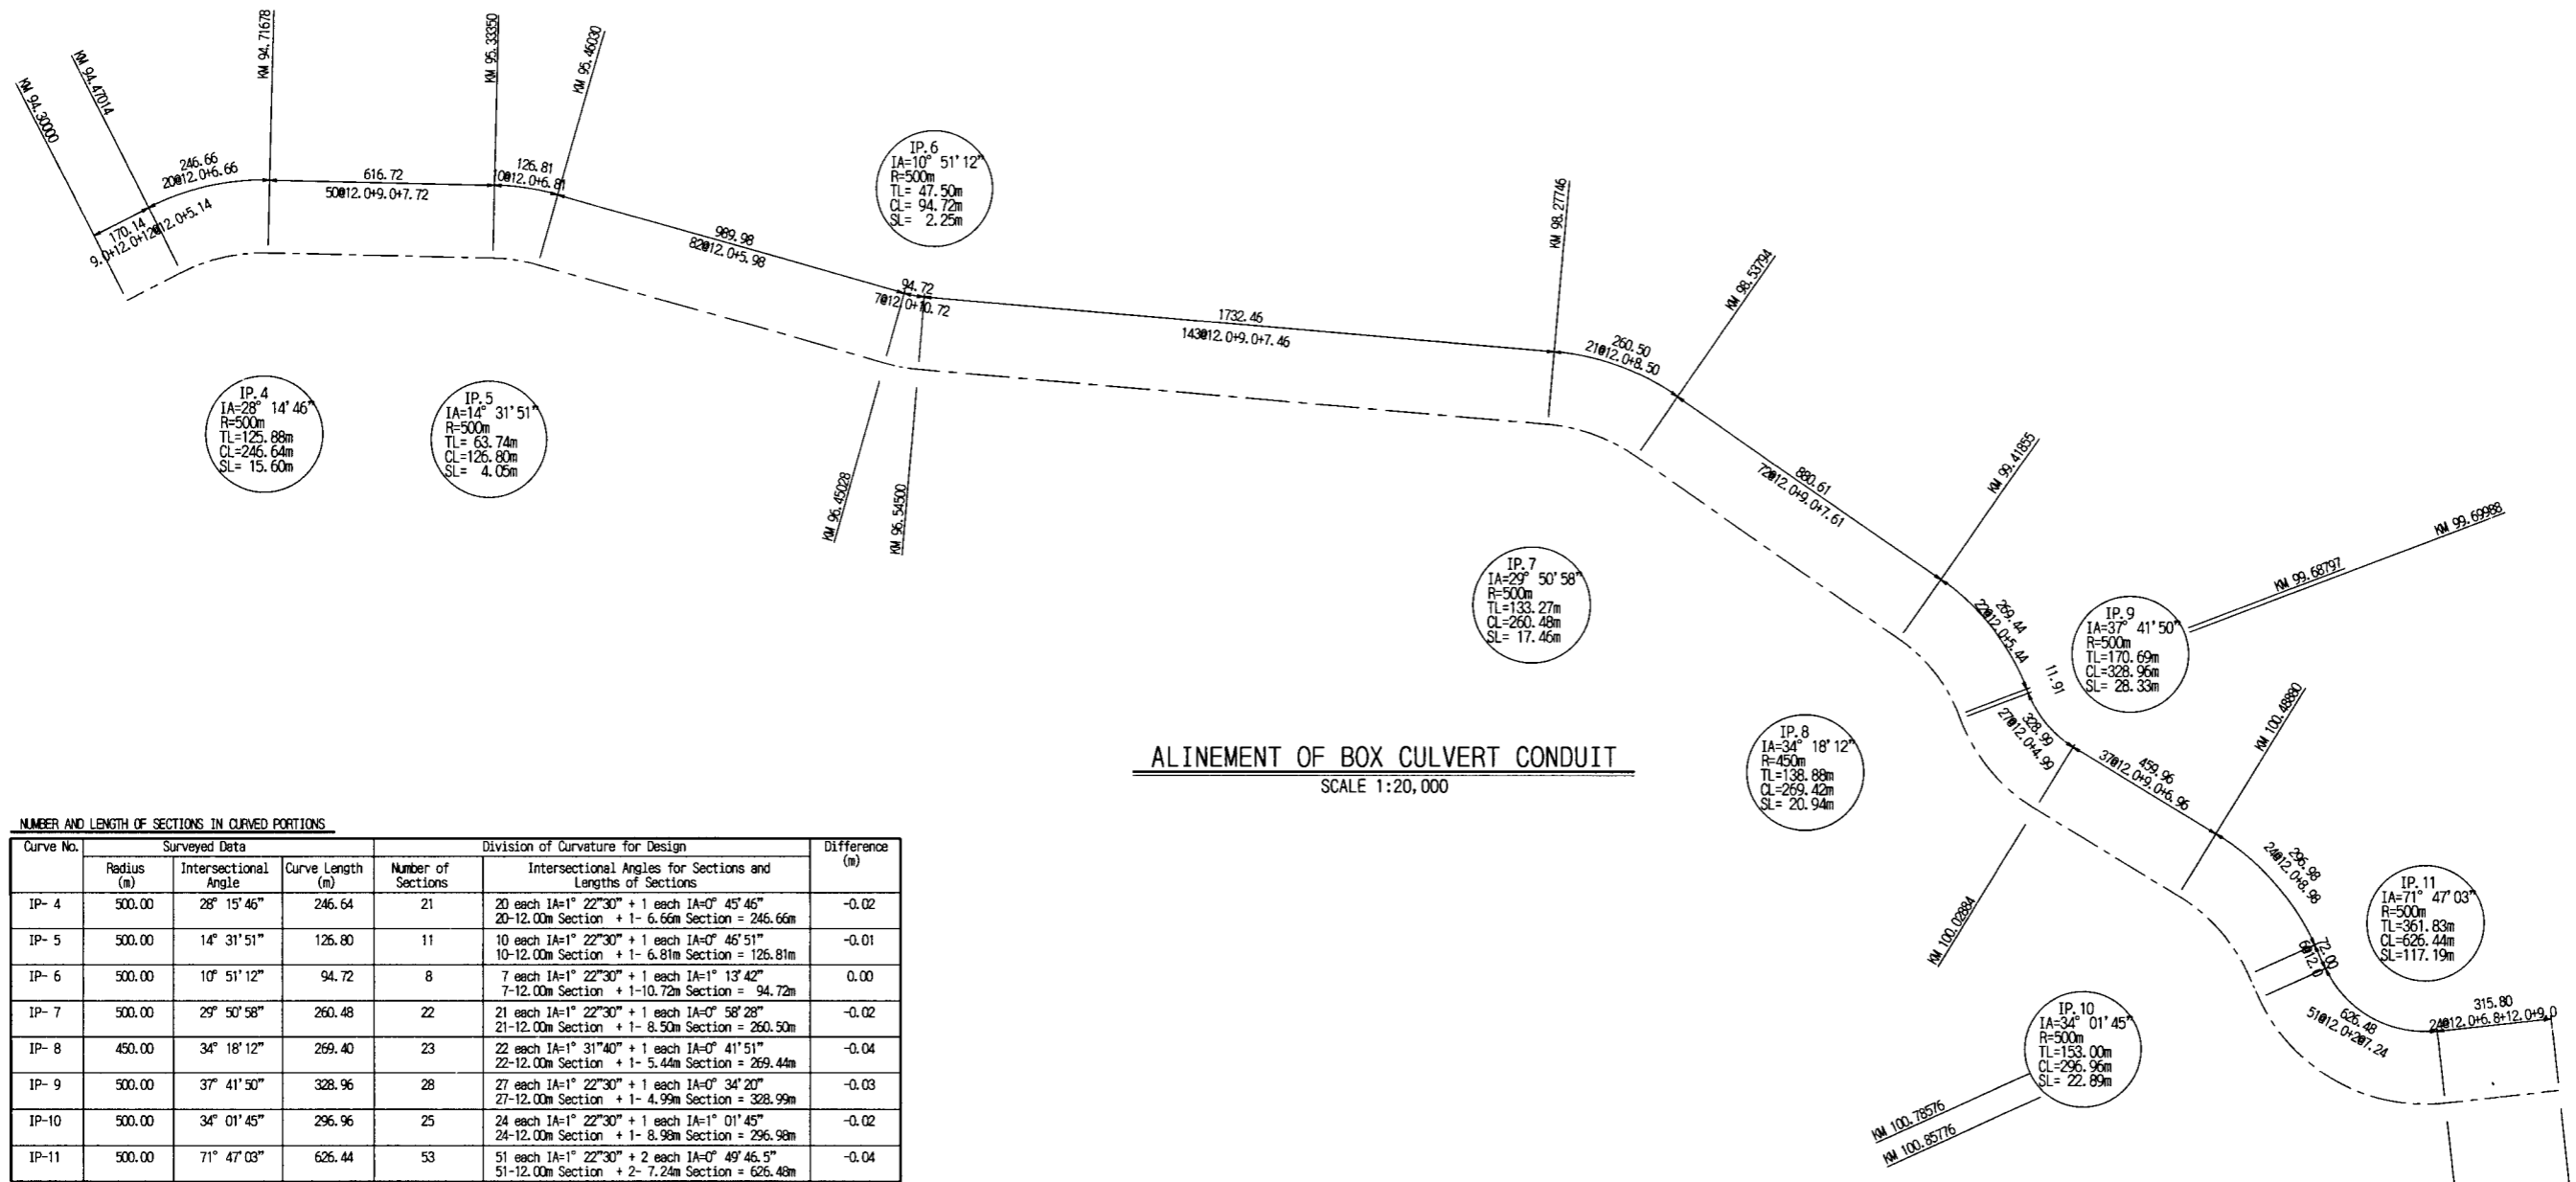 KM 94.30000
KM 94.47014
KM 94.71678
KM 95.33350
KM 95.46030
246.66
20@12.0+6.66
170.14
9.0+12.0+12@12.0+5.14
616.72
50@12.0+9.0+7.72
126.81
10@12.0+6.81
989.98
82@12.0+5.98
94.72
7@12.0+10.72
1732.46
143@12.0+9.0+7.46
KM 96.45028
KM 96.54500
KM 98.27746
KM 98.53794
260.50
21@12.0+8.50
880.61
72@12.0+9.0+7.61
KM 99.41855
269.44
22@12.0+5.44
11.91
KM 99.68797
KM 99.69988
328.99
27@12.0+4.99
KM 100.02884
459.96
37@12.0+9.0+6.96
KM 100.48880
296.98
24@12.0+8.98
72.00
6@12.0
KM 100.78576
KM 100.85776
626.48
51@12.0+2@7.24
315.80
24@12.0+6.8+12.0+9.0
IP.4
IA=28° 14'46"
R=500m
TL=125.88m
CL=246.64m
SL= 15.60m
IP.5
IA=14° 31'51"
R=500m
TL= 63.74m
CL=126.80m
SL= 4.05m
IP.6
IA=10° 51'12"
R=500m
TL= 47.50m
CL= 94.72m
SL= 2.25m
IP.7
IA=29° 50'58"
R=500m
TL=133.27m
CL=260.48m
SL= 17.46m
IP.8
IA=34° 18'12"
R=450m
TL=138.88m
CL=269.42m
SL= 20.94m
IP.9
IA=37° 41'50"
R=500m
TL=170.69m
CL=328.96m
SL= 28.33m
IP.10
IA=34° 01'45"
R=500m
TL=153.00m
CL=296.96m
SL= 22.89m
IP.11
IA=71° 47'03"
R=500m
TL=361.83m
CL=626.44m
SL=117.19m
ALINEMENT OF BOX CULVERT CONDUIT
SCALE 1:20,000
NUMBER AND LENGTH OF SECTIONS IN CURVED PORTIONS
Curve No. Surveyed Data Division of Curvature for Design Difference (m)
Radius (m) Intersectional Angle Curve Length (m) Number of Sections Intersectional Angles for Sections and Lengths of Sections
IP- 4 500.00 28° 15'46" 246.64 21 20 each IA=1° 22"30" + 1 each IA=0° 45'46" -0.02
20-12.00m Section + 1- 6.66m Section = 246.66m
IP- 5 500.00 14° 31'51" 126.80 11 10 each IA=1° 22"30" + 1 each IA=0° 46'51" -0.01
10-12.00m Section + 1- 6.81m Section = 126.81m
IP- 6 500.00 10° 51'12" 94.72 8 7 each IA=1° 22"30" + 1 each IA=1° 13'42" 0.00
7-12.00m Section + 1-10.72m Section = 94.72m
IP- 7 500.00 29° 50'58" 260.48 22 21 each IA=1° 22"30" + 1 each IA=0° 58'28" -0.02
21-12.00m Section + 1- 8.50m Section = 260.50m
IP- 8 450.00 34° 18'12" 269.40 23 22 each IA=1° 31"40" + 1 each IA=0° 41'51" -0.04
22-12.00m Section + 1- 5.44m Section = 269.44m
IP- 9 500.00 37° 41'50" 328.96 28 27 each IA=1° 22"30" + 1 each IA=0° 34'20" -0.03
27-12.00m Section + 1- 4.99m Section = 328.99m
IP-10 500.00 34° 01'45" 296.96 25 24 each IA=1° 22"30" + 1 each IA=1° 01'45" -0.02
24-12.00m Section + 1- 8.98m Section = 296.98m
IP-11 500.00 71° 47'03" 626.44 53 51 each IA=1° 22"30" + 2 each IA=0° 49'46.5" -0.04
51-12.00m Section + 2- 7.24m Section = 626.48m